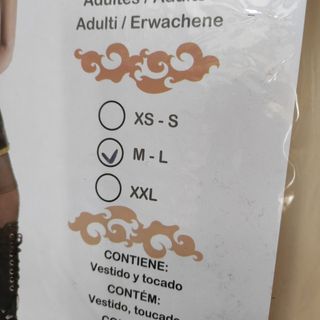 Adulti / Erwachene
XS - S
M - L
XXL
CONTIENE:
Vestido y tocado
CONTÉM:
Vestido, toucado